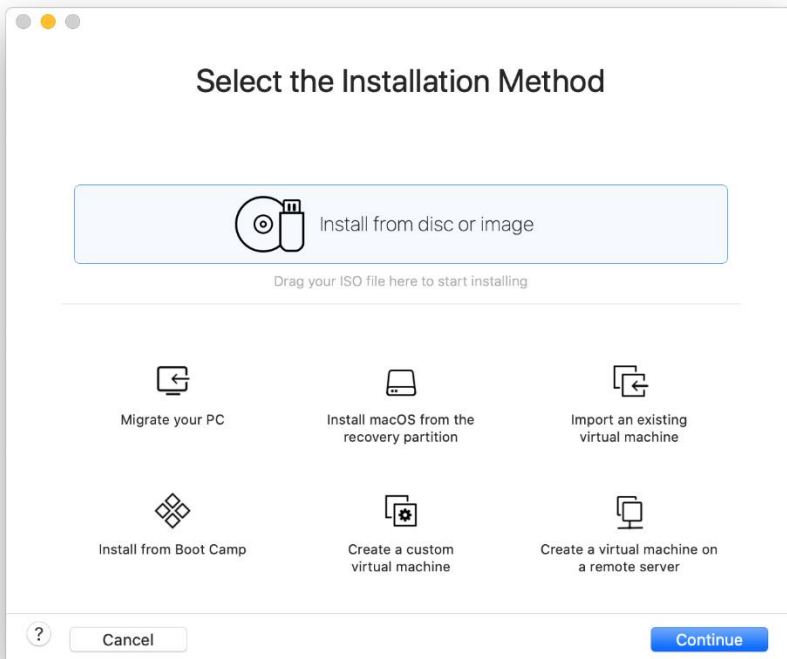 Select the Installation Method
Install from disc or image
Drag your ISO file here to start installing
Migrate your PC
Install macOS from the
recovery partition
Import an existing
virtual machine
Install from Boot Camp
Create a custom
virtual machine
Create a virtual machine on
a remote server
?
Cancel
Continue